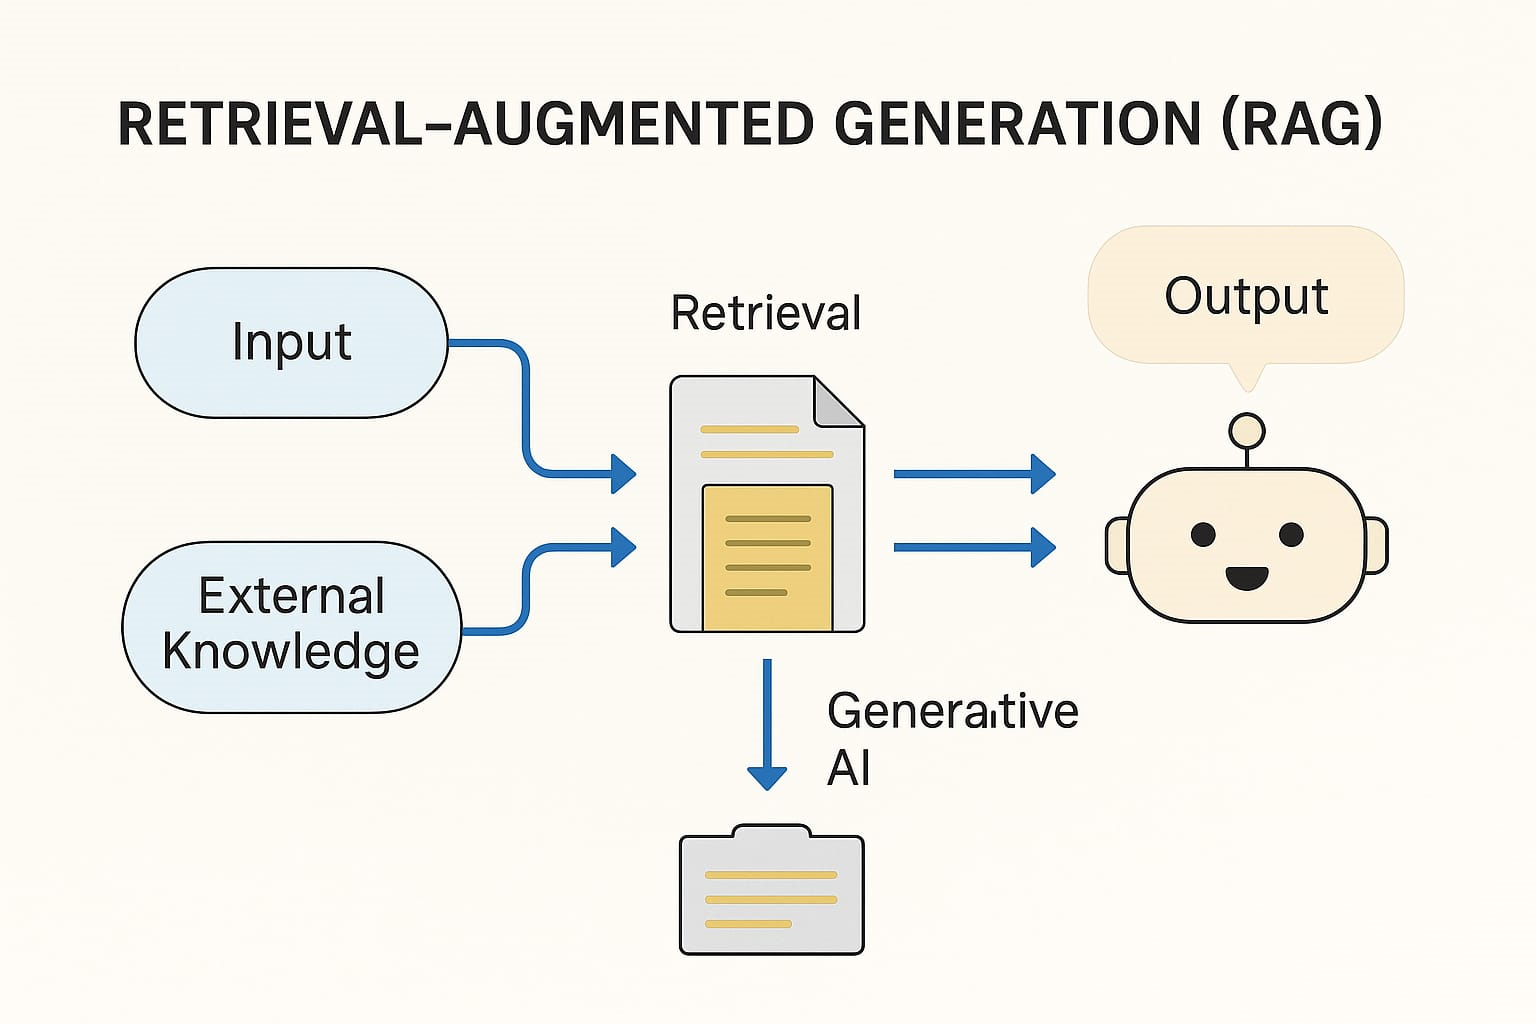 RETRIEVAL–AUGMENTED GENERATION (RAG)
Input
External
Knowledge
Retrieval
Output
Generaıtive
AI